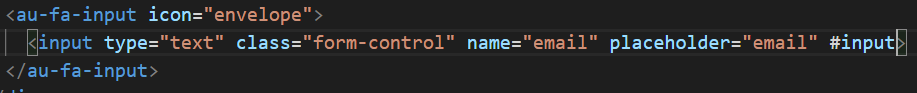 <au-fa-input icon="envelope">
<input type="text" class="form-control" name="email" placeholder="email" #input>
</au-fa-input>